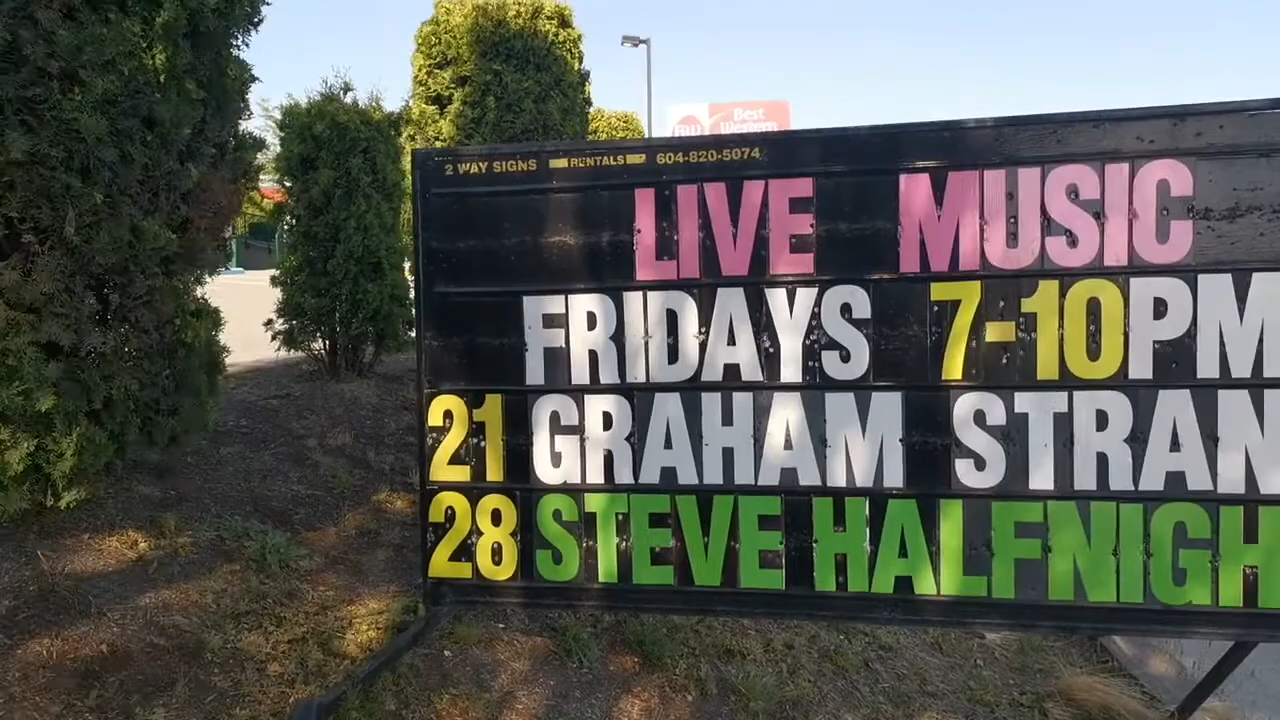 BW Best
Western
2 WAY SIGNS RENTALS 604-820-5074
LIVE MUSIC
FRIDAYS 7-10PM
21 GRAHAM STRAN
28 STEVE HALFNIGH